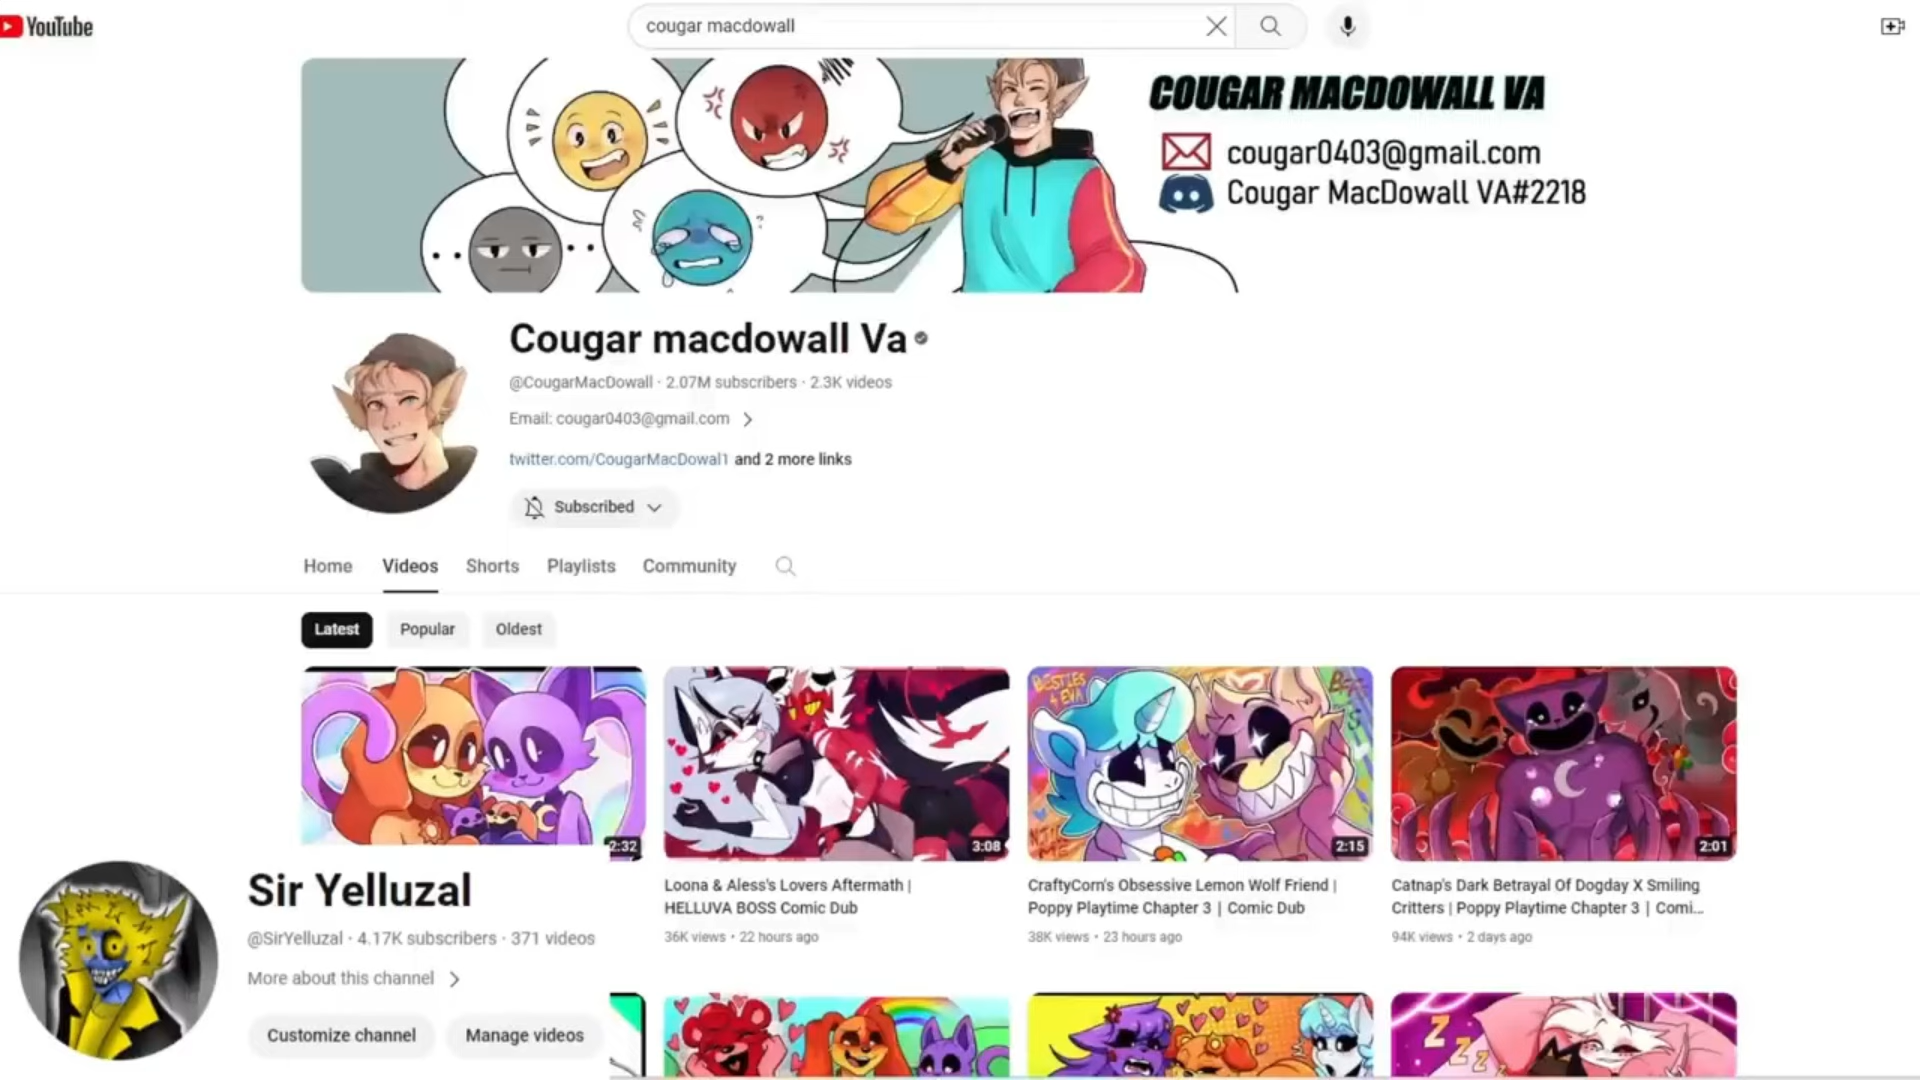 YouTube
cougar macdowall
COUGAR MACDOWALL VA
cougar0403@gmail.com
Cougar MacDowall VA#2218
Cougar macdowall Va
@CougarMacDowall · 2.07M subscribers · 2.3K videos
Email: cougar0403@gmail.com
twitter.com/CougarMacDowal1 and 2 more links
Subscribed
Home Videos Shorts Playlists Community
Latest Popular Oldest
BESTIES
4 EVA
2:32
3:08
2:15
2:01
Loona & Aless's Lovers Aftermath |
HELLUVA BOSS Comic Dub
36K views • 22 hours ago
CraftyCorn's Obsessive Lemon Wolf Friend |
Poppy Playtime Chapter 3 | Comic Dub
38K views • 23 hours ago
Catnap's Dark Betrayal Of Dogday X Smiling
Critters | Poppy Playtime Chapter 3 | Comi...
94K views • 2 days ago
Sir Yelluzal
@SirYelluzal · 4.17K subscribers · 371 videos
More about this channel
Customize channel Manage videos
Z Z Z